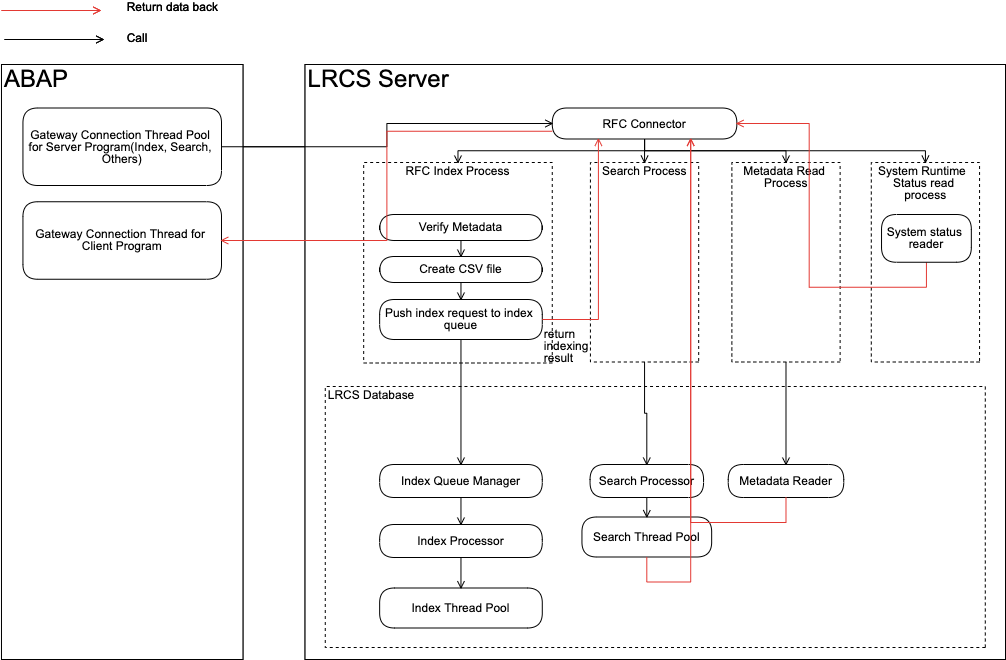 Return data back
Call
ABAP
LRCS Server
Gateway Connection Thread Pool
for Server Program(Index, Search,
Others)
Gateway Connection Thread for
Client Program
RFC Connector
RFC Index Process
Search Process
Metadata Read
Process
System Runtime
Status read
process
Verify Metadata
Create CSV file
Push index request to index
queue
return
indexing
result
System status
reader
LRCS Database
Index Queue Manager
Search Processor
Metadata Reader
Index Processor
Search Thread Pool
Index Thread Pool